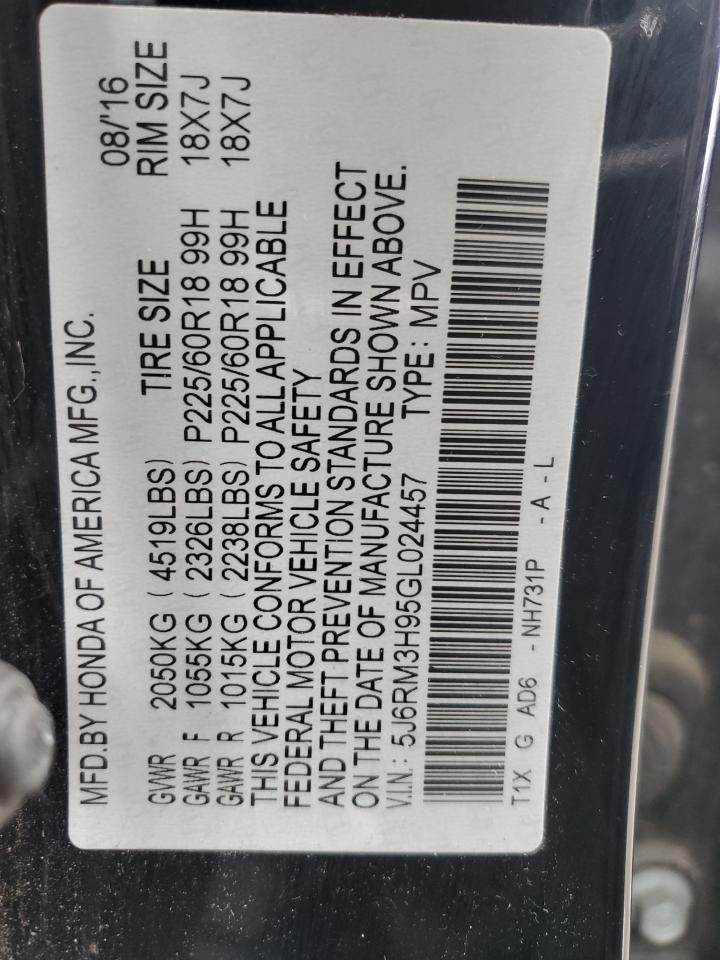 MFD.BY HONDA OF AMERICA MFG.,INC. 08/'16
GVWR 2050KG ( 4519LBS) TIRE SIZE RIM SIZE
GAWR F 1055KG ( 2326LBS) P225/60R18 99H 18X7J
GAWR R 1015KG ( 2238LBS) P225/60R18 99H 18X7J
THIS VEHICLE CONFORMS TO ALL APPLICABLE
FEDERAL MOTOR VEHICLE SAFETY
AND THEFT PREVENTION STANDARDS IN EFFECT
ON THE DATE OF MANUFACTURE SHOWN ABOVE.
V.I.N.: 5J6RM3H95GL024457 TYPE: MPV
T1X G AD6 -NH731P -A-L